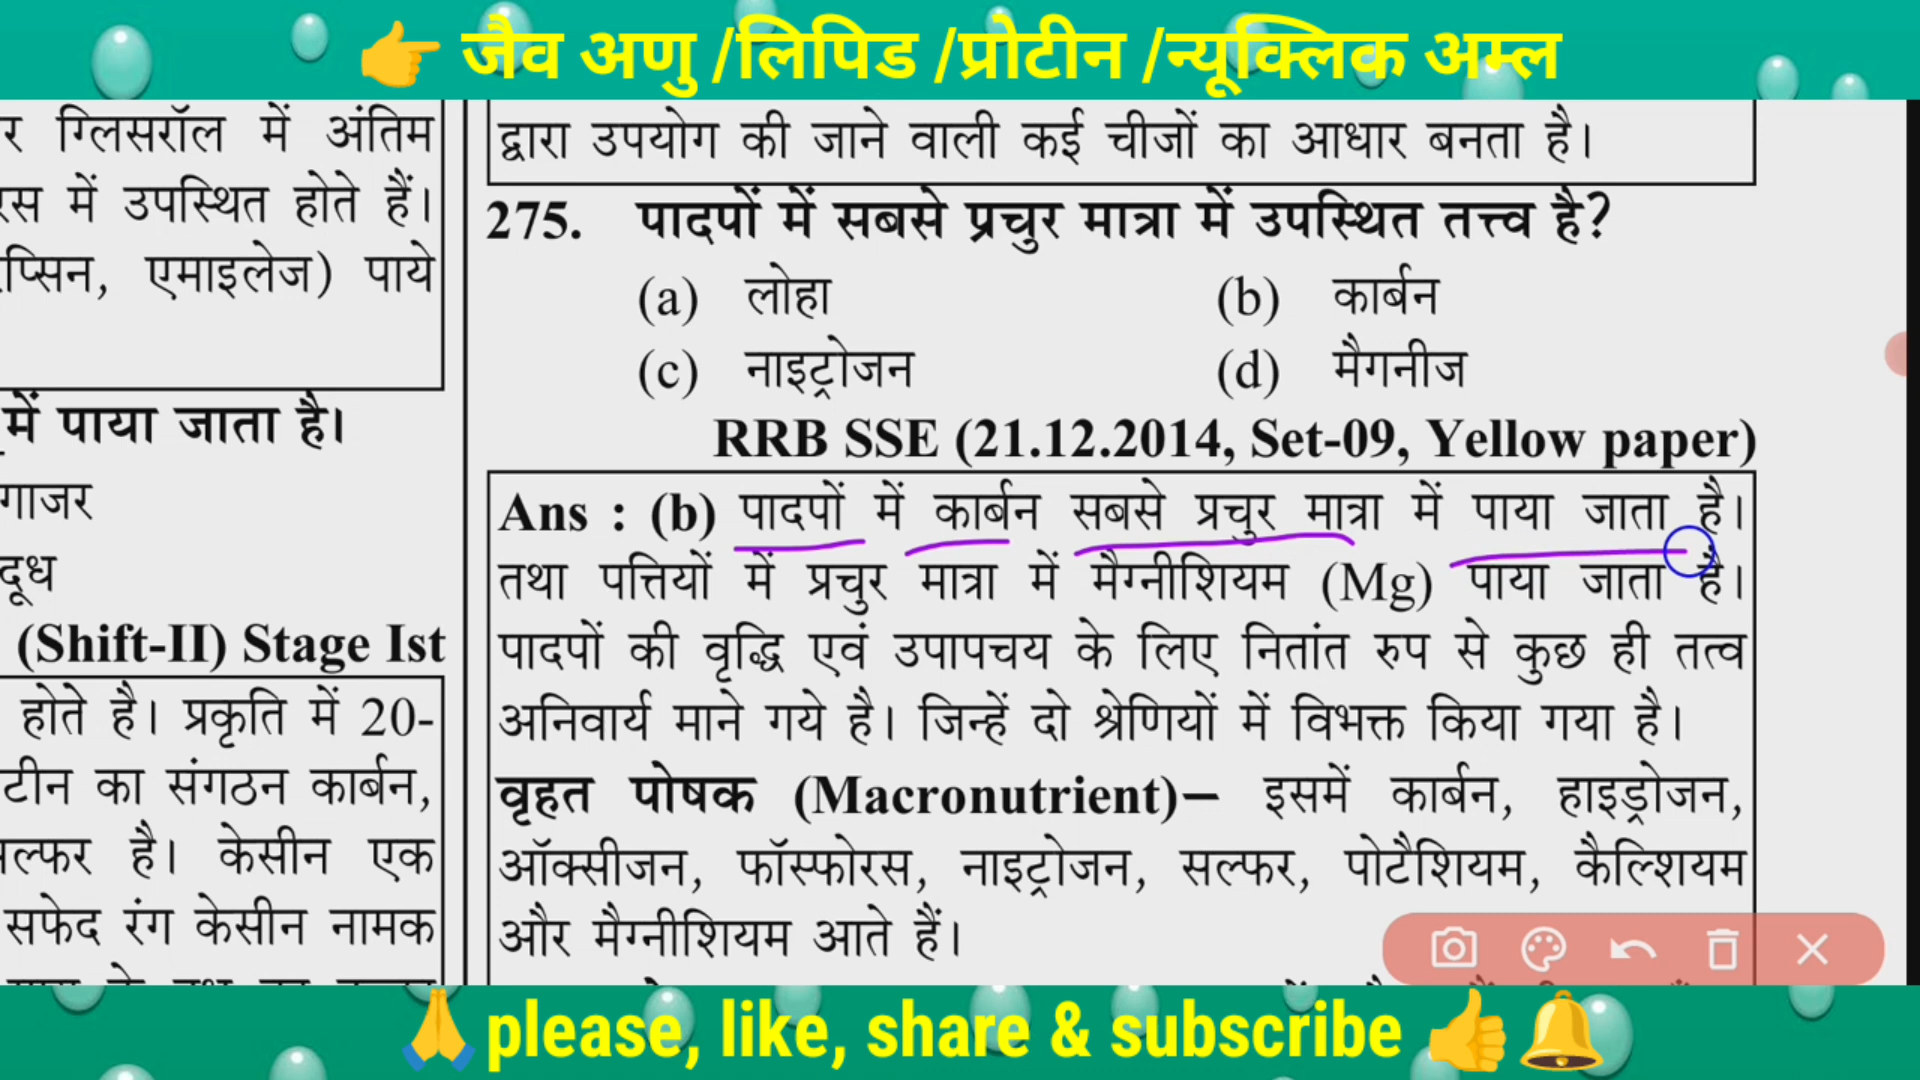 👉 जैव अणु /लिपिड /प्रोटीन /न्यूक्लिक अम्ल
र ग्लिसरॉल में अंतिम
रस में उपस्थित होते हैं।
प्सिन, एमाइलेज) पाये
में पाया जाता है।
गाजर
दूध
(Shift-II) Stage Ist
होते है। प्रकृति में 20-
टीन का संगठन कार्बन,
सल्फर है। केसीन एक
सफेद रंग केसीन नामक
द्वारा उपयोग की जाने वाली कई चीजों का आधार बनता है।
275. पादपों में सबसे प्रचुर मात्रा में उपस्थित तत्त्व है?
(a) लोहा (b) कार्बन
(c) नाइट्रोजन (d) मैगनीज
RRB SSE (21.12.2014, Set-09, Yellow paper)
Ans : (b) पादपों में कार्बन सबसे प्रचुर मात्रा में पाया जाता है।
तथा पत्तियों में प्रचुर मात्रा में मैग्नीशियम (Mg) पाया जाता है।
पादपों की वृद्धि एवं उपापचय के लिए नितांत रुप से कुछ ही तत्व
अनिवार्य माने गये है। जिन्हें दो श्रेणियों में विभक्त किया गया है।
वृहत पोषक (Macronutrient)– इसमें कार्बन, हाइड्रोजन,
ऑक्सीजन, फॉस्फोरस, नाइट्रोजन, सल्फर, पोटैशियम, कैल्शियम
और मैग्नीशियम आते हैं।
🙏 please, like, share & subscribe 👍🔔